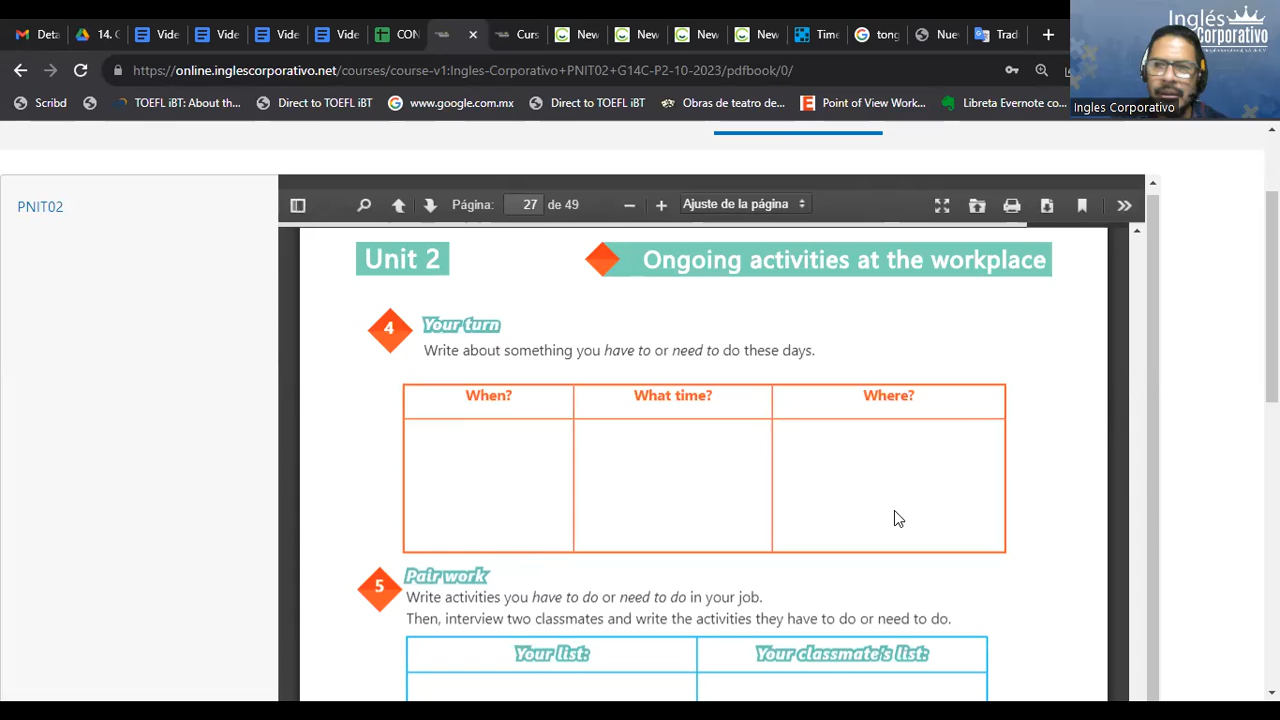 Deta
14. C
Vide
Vide
Vide
Vide
CON
Curs
New
New
New
New
Time
tong
Nue
Trad
https://online.inglescorporativo.net/courses/course-v1:Ingles-Corporativo+PNIT02+G14C-P2-10-2023/pdfbook/0/
Scribd
TOEFL iBT: About th...
Direct to TOEFL iBT
www.google.com.mx
Direct to TOEFL iBT
Obras de teatro de...
Point of View Work...
Libreta Evernote co...
Inglés
Corporativo
Ingles Corporativo
PNIT02
Página: 27 de 49
Ajuste de la página
Unit 2
Ongoing activities at the workplace
4
Your turn
Write about something you have to or need to do these days.
When? What time? Where?
5
Pair work
Write activities you have to do or need to do in your job.
Then, interview two classmates and write the activities they have to do or need to do.
Your list: Your classmate's list: